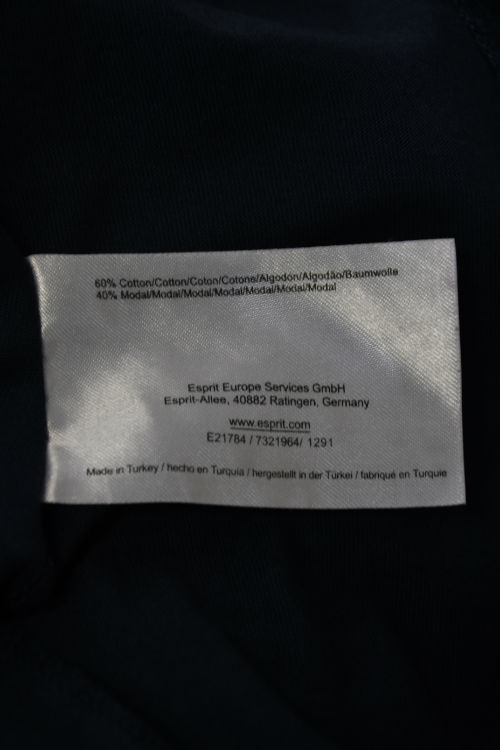 60% Cotton/Cotton/Coton/Cotone/Algodón/Algodão/Baumwolle
40% Modal/Modal/Modal/Modal/Modal/Modal/Modal
Esprit Europe Services GmbH
Esprit-Allee, 40882 Ratingen, Germany
www.esprit.com
E21784 / 7321964/ 1291
Made in Turkey / hecho en Turquía / hergestellt in der Türkei / fabriqué en Turquie